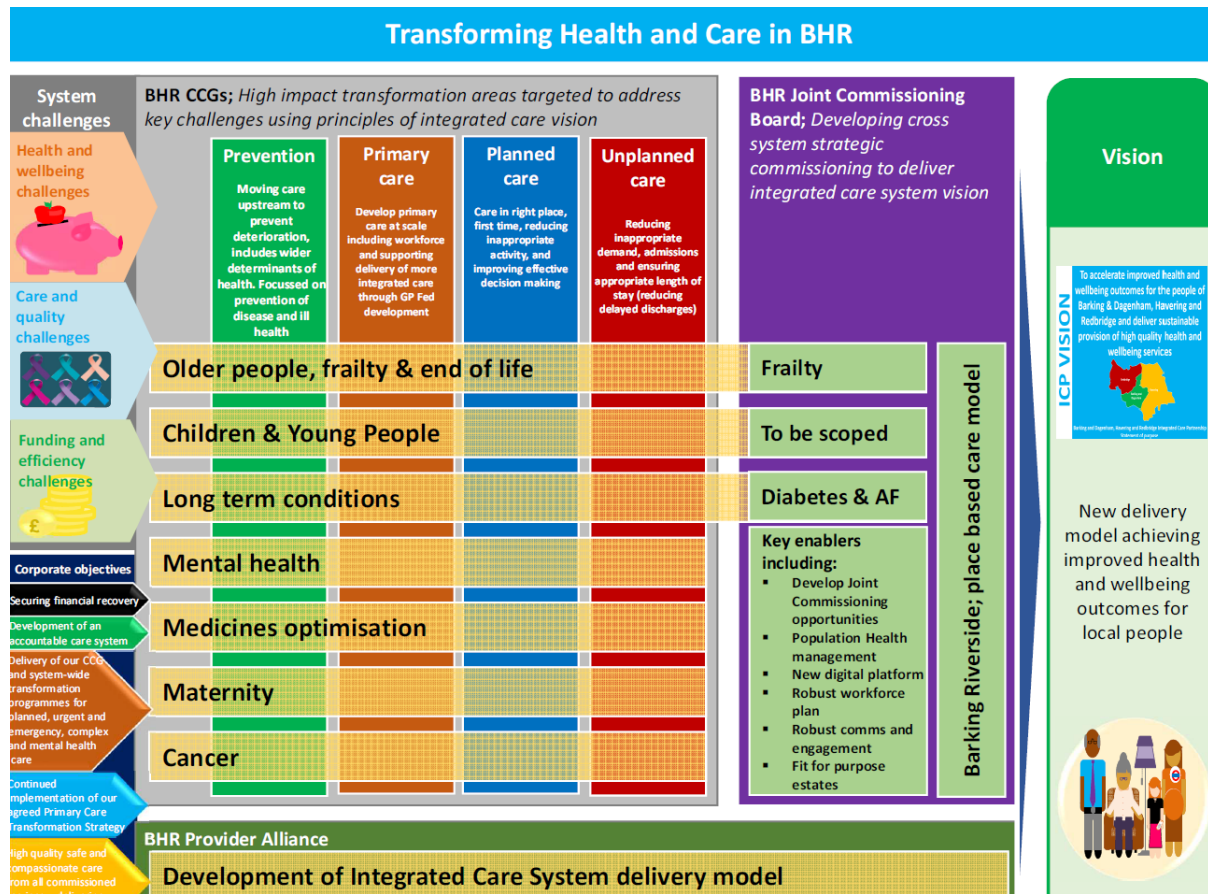 Transforming Health and Care in BHR
System
challenges
Health and
wellbeing
challenges
Care and
quality
challenges
Funding and
efficiency
challenges
£
Corporate objectives
Securing financial recovery
Development of an
accountable care system
Delivery of our CCG
and system-wide
transformation
programmes for
planned, urgent and
emergency, complex
and mental health
care
Continued
implementation of our
agreed Primary Care
Transformation Strategy
High quality safe and
compassionate care
from all commissioned
BHR CCGs; High impact transformation areas targeted to address
key challenges using principles of integrated care vision
Prevention
Moving care
upstream to
prevent
deterioration,
includes wider
determinants of
health. Focussed on
prevention of
disease and ill
health
Primary
care
Develop primary
care at scale
including workforce
and supporting
delivery of more
integrated care
through GP Fed
development
Planned
care
Care in right place,
first time, reducing
inappropriate
activity, and
improving effective
decision making
Unplanned
care
Reducing
inappropriate
demand, admissions
and ensuring
appropriate length of
stay (reducing
delayed discharges)
Older people, frailty & end of life
Children & Young People
Long term conditions
Mental health
Medicines optimisation
Maternity
Cancer
BHR Joint Commissioning
Board; Developing cross
system strategic
commissioning to deliver
integrated care system vision
Frailty
To be scoped
Diabetes & AF
Key enablers
including:
▪ Develop Joint
Commissioning
opportunities
▪ Population Health
management
▪ New digital platform
▪ Robust workforce
plan
▪ Robust comms and
engagement
▪ Fit for purpose
estates
Barking Riverside; place based care model
BHR Provider Alliance
Development of Integrated Care System delivery model
Vision
ICP VISION
To accelerate improved health and
wellbeing outcomes for the people of
Barking & Dagenham, Havering and
Redbridge and deliver sustainable
provision of high quality health and
wellbeing services
Barking and Dagenham, Havering and Redbridge Integrated Care Partnership
Statement of purpose
New delivery
model achieving
improved health
and wellbeing
outcomes for
local people